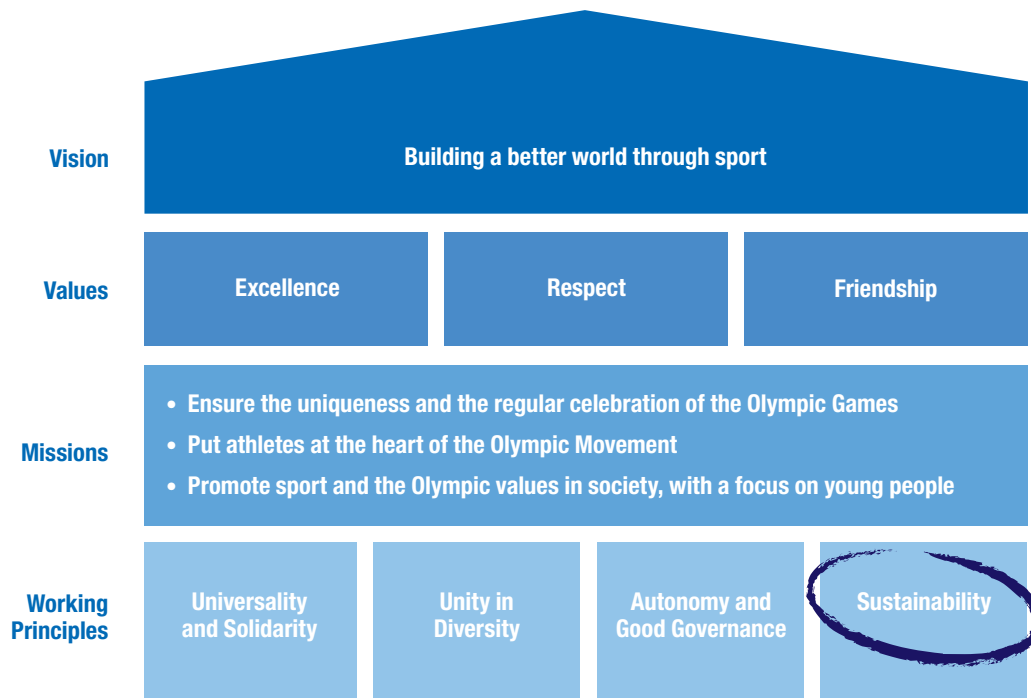 Vision
Building a better world through sport
Values
Excellence
Respect
Friendship
Missions
• Ensure the uniqueness and the regular celebration of the Olympic Games
• Put athletes at the heart of the Olympic Movement
• Promote sport and the Olympic values in society, with a focus on young people
Working
Principles
Universality
and Solidarity
Unity in
Diversity
Autonomy and
Good Governance
Sustainability